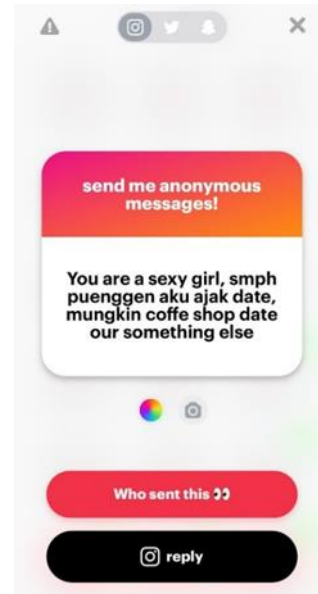 send me anonymous
messages!
You are a sexy girl, smph
puenggen aku ajak date,
mungkin coffe shop date
our something else
Who sent this 👀
reply